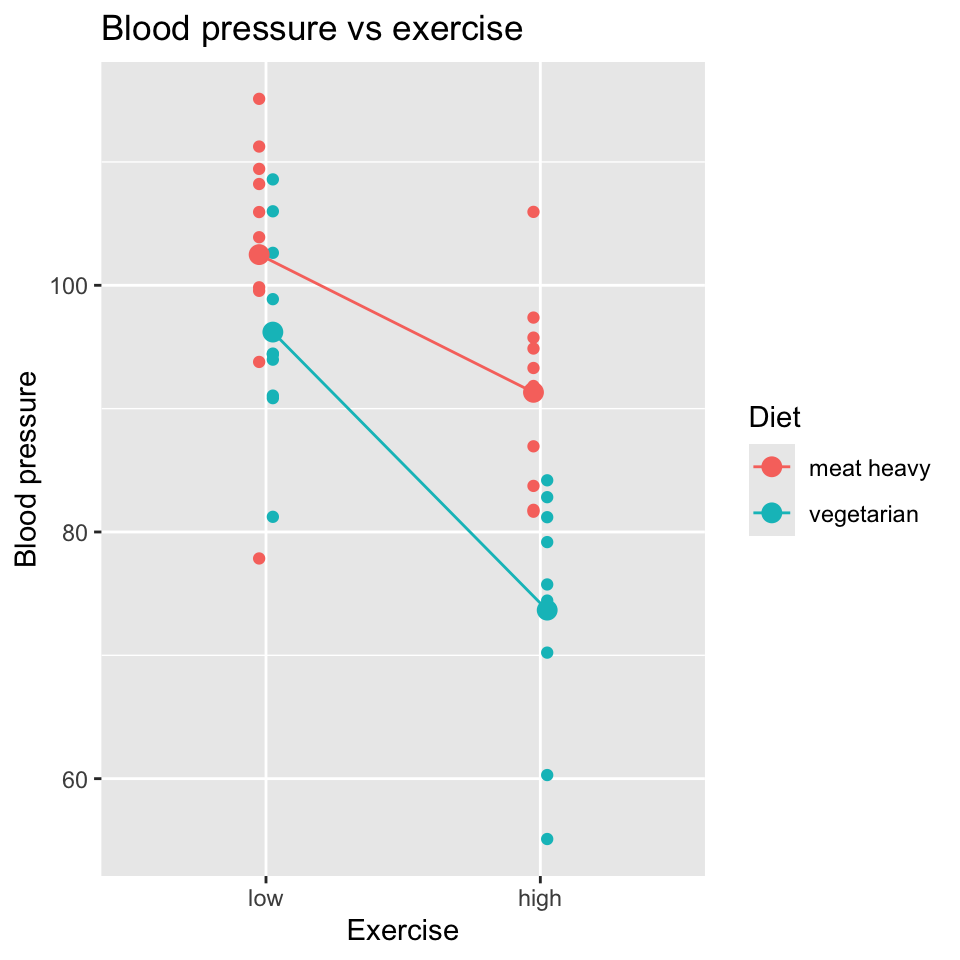 Blood pressure vs exercise
Blood pressure
100
80
60
low
high
Exercise
Diet
meat heavy
vegetarian